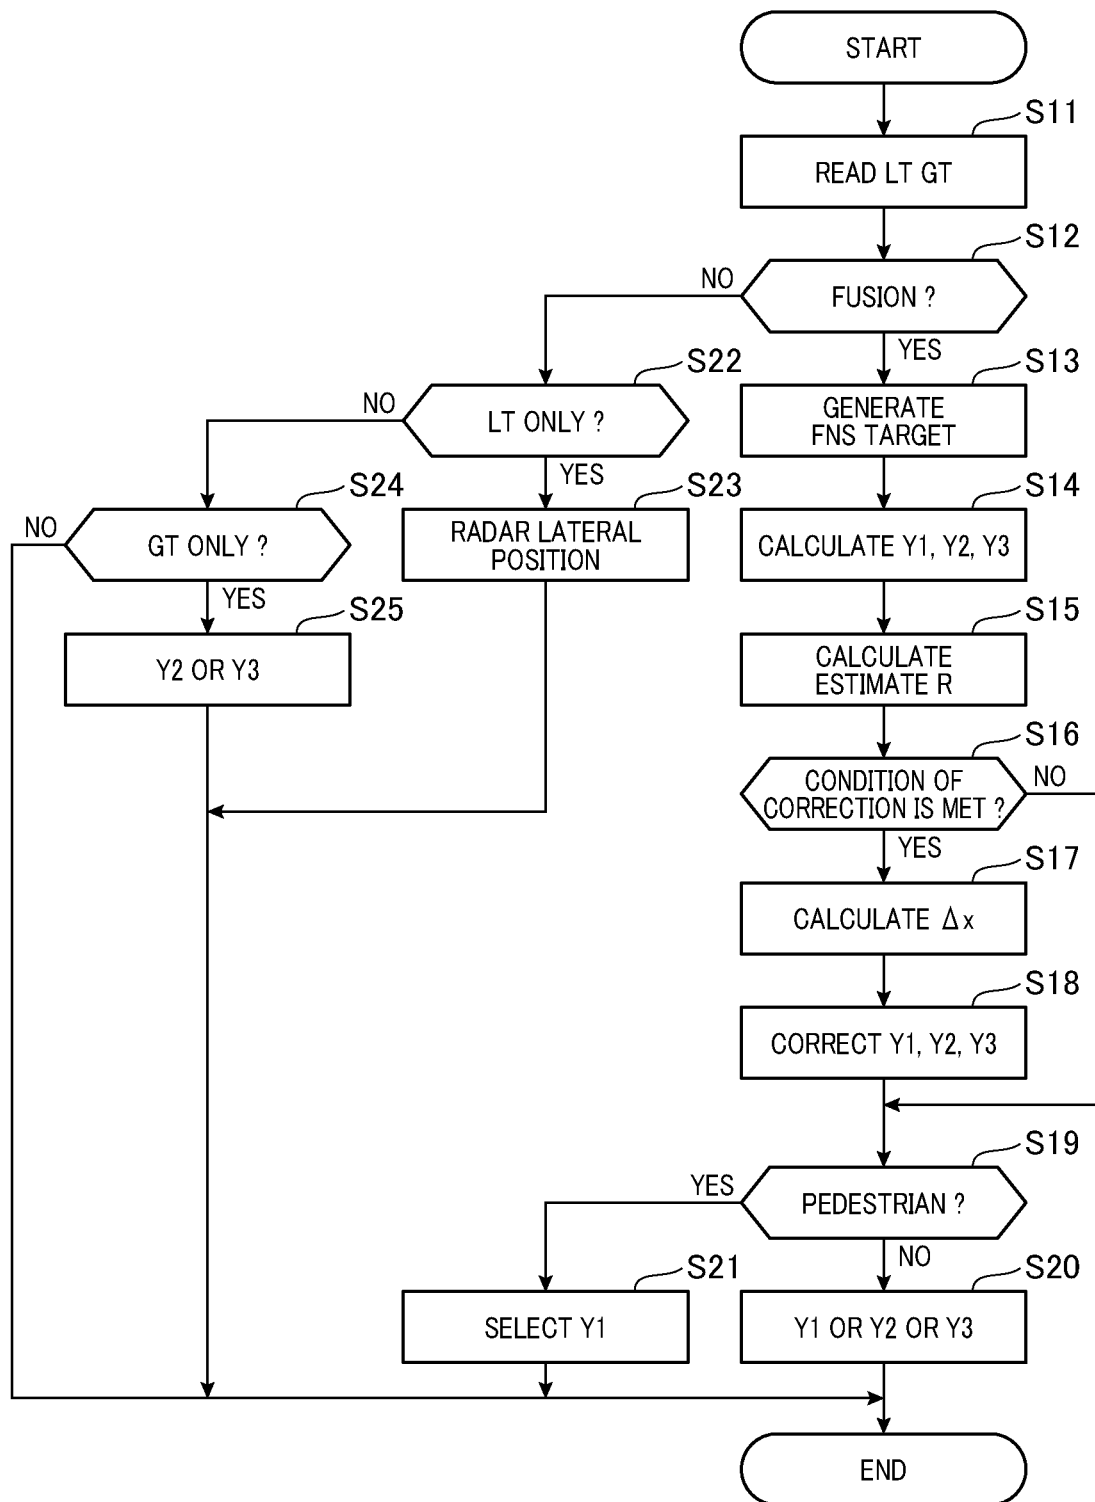 START
S11
READ LT GT
S12
FUSION ?
NO
YES
S13
GENERATE
FNS TARGET
S22
LT ONLY ?
NO
YES
S14
CALCULATE Y1, Y2, Y3
S23
RADAR LATERAL
POSITION
S24
GT ONLY ?
NO
YES
S25
Y2 OR Y3
S15
CALCULATE
ESTIMATE R
S16
CONDITION OF
CORRECTION IS MET ?
NO
YES
S17
CALCULATE Δx
S18
CORRECT Y1, Y2, Y3
S19
PEDESTRIAN ?
YES
NO
S21
SELECT Y1
S20
Y1 OR Y2 OR Y3
END